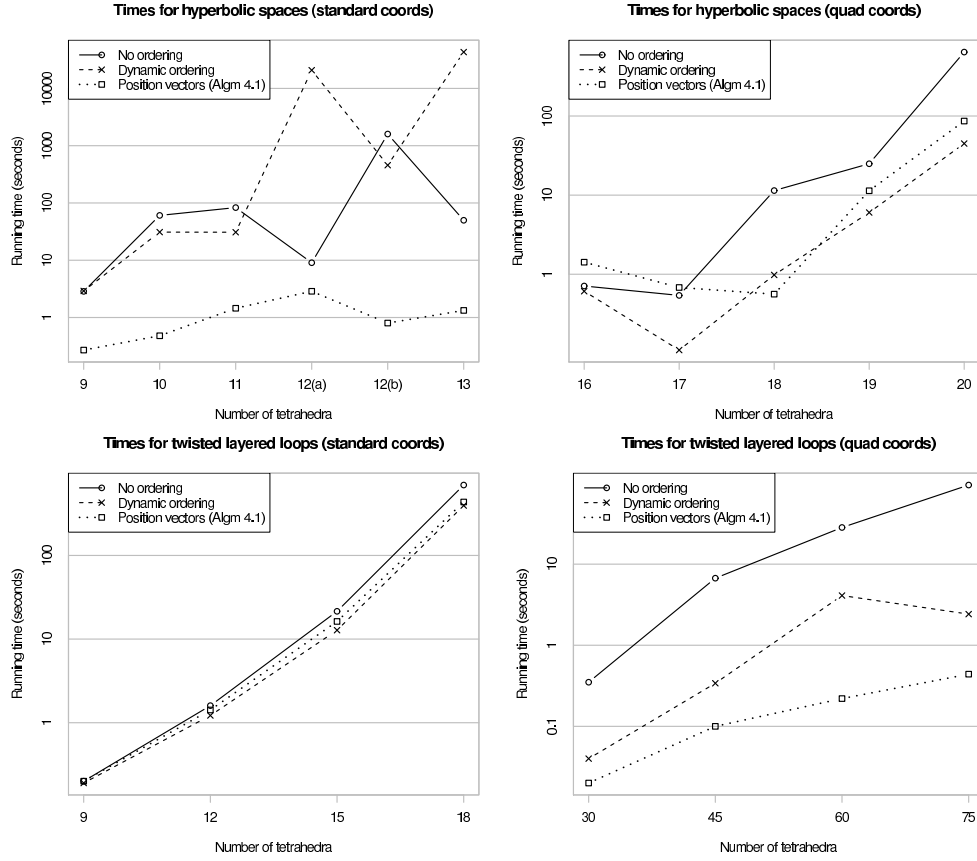 Times for hyperbolic spaces (standard coords)
No ordering
Dynamic ordering
Position vectors (Algm 4.1)
Running time (seconds)
10000
1000
100
10
1
9 10 11 12(a) 12(b) 13
Number of tetrahedra
Times for hyperbolic spaces (quad coords)
No ordering
Dynamic ordering
Position vectors (Algm 4.1)
Running time (seconds)
100
10
1
16 17 18 19 20
Number of tetrahedra
Times for twisted layered loops (standard coords)
No ordering
Dynamic ordering
Position vectors (Algm 4.1)
Running time (seconds)
100
10
1
9 12 15 18
Number of tetrahedra
Times for twisted layered loops (quad coords)
No ordering
Dynamic ordering
Position vectors (Algm 4.1)
Running time (seconds)
10
1
0.1
30 45 60 75
Number of tetrahedra